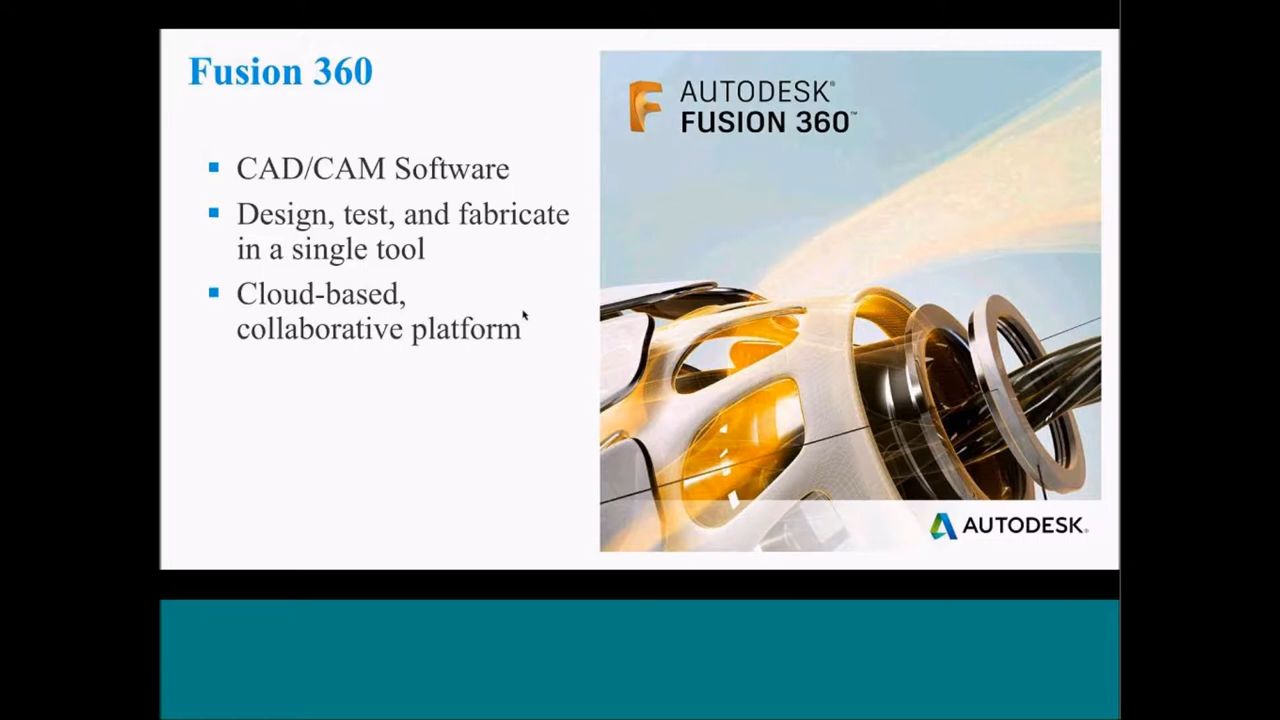 Fusion 360
CAD/CAM Software
Design, test, and fabricate
in a single tool
Cloud-based,
collaborative platform
AUTODESK®
FUSION 360™
AUTODESK®